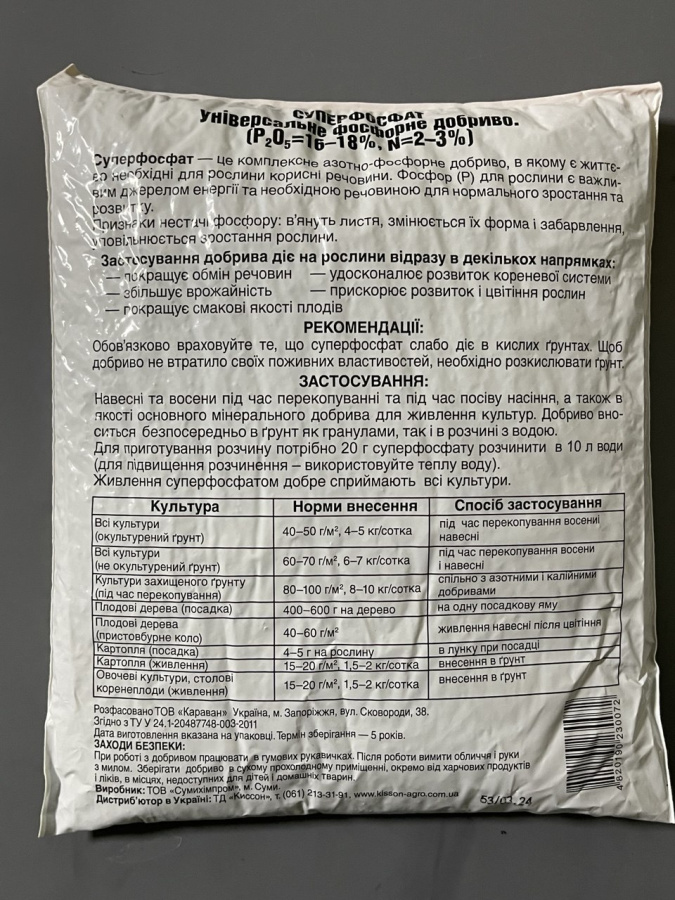 СУПЕРФОСФАТ
Універсальне фосфорне добриво.
(P₂O₅=16–18%, N=2–3%)
Суперфосфат — це комплексне азотно-фосфорне добриво, в якому є життє-
во необхідні для рослини корисні речовини. Фосфор (Р) для рослини є важли-
вим джерелом енергії та необхідною речовиною для нормального зростання та
розвитку.
Признаки нестачі фосфору: в'януть листя, змінюється їх форма і забарвлення,
уповільнюється зростання рослини.
Застосування добрива діє на рослини відразу в декількох напрямках:
— покращує обмін речовин — удосконалює розвиток кореневої системи
— збільшує врожайність — прискорює розвиток і цвітіння рослин
— покращує смакові якості плодів
РЕКОМЕНДАЦІЇ:
Обов'язково враховуйте те, що суперфосфат слабо діє в кислих ґрунтах. Щоб
добриво не втратило своїх поживних властивостей, необхідно розкислювати ґрунт.
ЗАСТОСУВАННЯ:
Навесні та восени під час перекопуванні та під час посіву насіння, а також в
якості основного мінерального добрива для живлення культур. Добриво вно-
ситься безпосередньо в ґрунт як гранулами, так і в розчині з водою.
Для приготування розчину потрібно 20 г суперфосфату розчинити в 10 л води
(для підвищення розчинення – використовуйте теплу воду).
Живлення суперфосфатом добре сприймають всі культури.
Культура Норми внесення Спосіб застосування
Всі культури
(окультурений ґрунт) 40–50 г/м², 4–5 кг/сотка під час перекопування восени і
навесні
Всі культури
(не окультурений ґрунт) 60–70 г/м², 6–7 кг/сотка під час перекопування восени
і навесні
Культури захищеного ґрунту
(під час перекопування) 80–100 г/м², 8–10 кг/сотка спільно з азотними і калійними
добривами
Плодові дерева (посадка) 400–600 г на дерево на одну посадкову яму
Плодові дерева
(пристовбурне коло) 40–60 г/м² живлення навесні після цвітіння
Картопля (посадка) 4–5 г на рослину в лунку при посадці
Картопля (живлення) 15–20 г/м², 1,5–2 кг/сотка внесення в ґрунт
Овочеві культури, столові
коренеплоди (живлення) 15–20 г/м², 1,5–2 кг/сотка внесення в ґрунт
Розфасовано ТОВ «Караван» Україна, м. Запоріжжя, вул. Сковороди, 38.
Згідно з ТУ У 24.1-20487748-003-2011
Дата виготовлення вказана на упаковці. Термін зберігання — 5 років.
ЗАХОДИ БЕЗПЕКИ:
При роботі з добривом працювати в гумових рукавичках. Після роботи вимити обличчя і руки
з милом. Зберігати добриво в сухому прохолодному приміщенні, окремо від харчових продуктів
і ліків, в місцях, недоступних для дітей і домашніх тварин.
Виробник: ТОВ «Сумихімпром», м. Суми.
Дистриб'ютор в Україні: ТД «Киссон», т. (061) 213-31-91. www.kisson-agro.com.ua
4 620190 230072
53/03.24